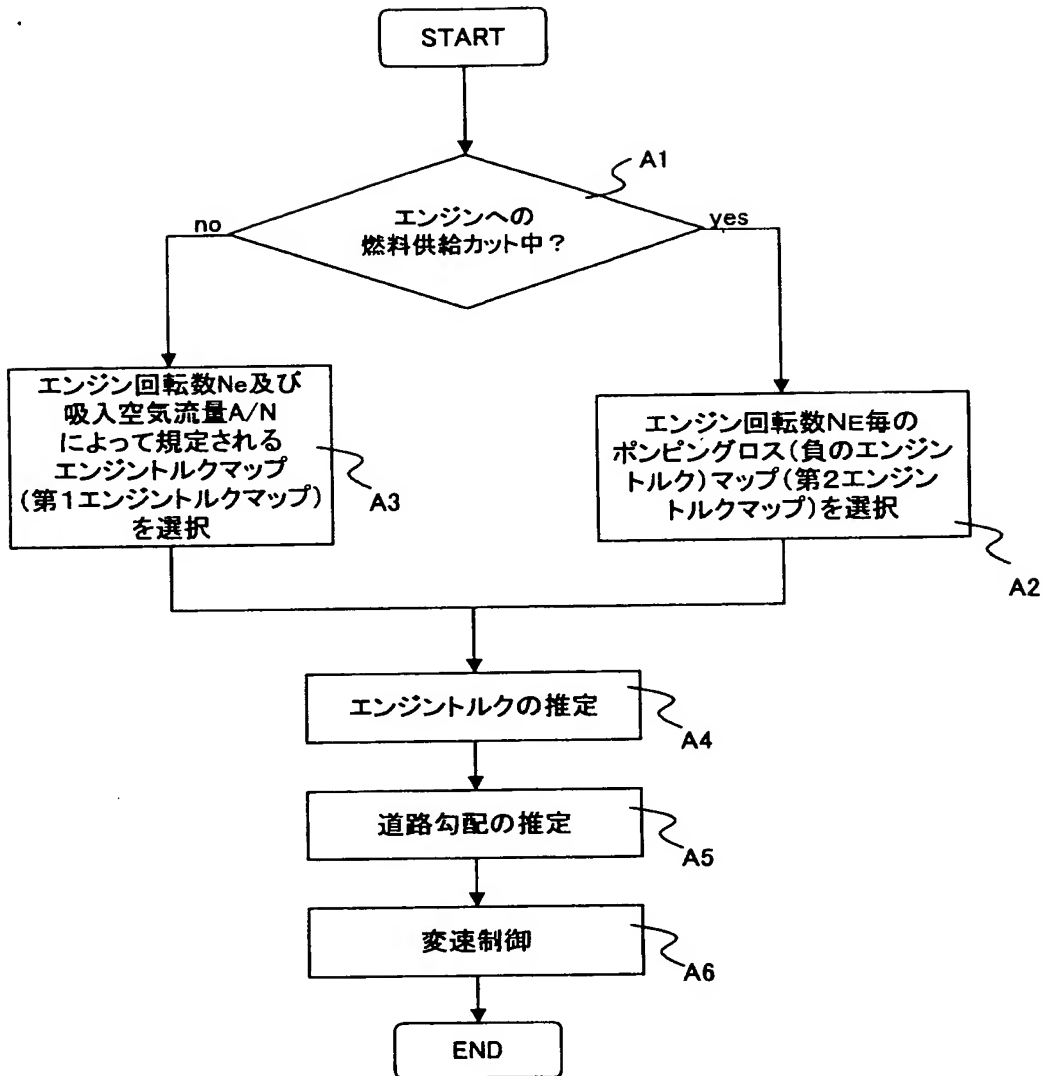 START
A1
エンジンへの
燃料供給カット中？
no
yes
エンジン回転数Ne及び
吸入空気流量A/N
によって規定される
エンジントルクマップ
(第1エンジントルクマップ)
を選択
A3
エンジン回転数NE毎の
ポンピングロス(負のエンジン
トルク)マップ(第2エンジン
トルクマップ)を選択
A2
エンジントルクの推定
A4
道路勾配の推定
A5
変速制御
A6
END